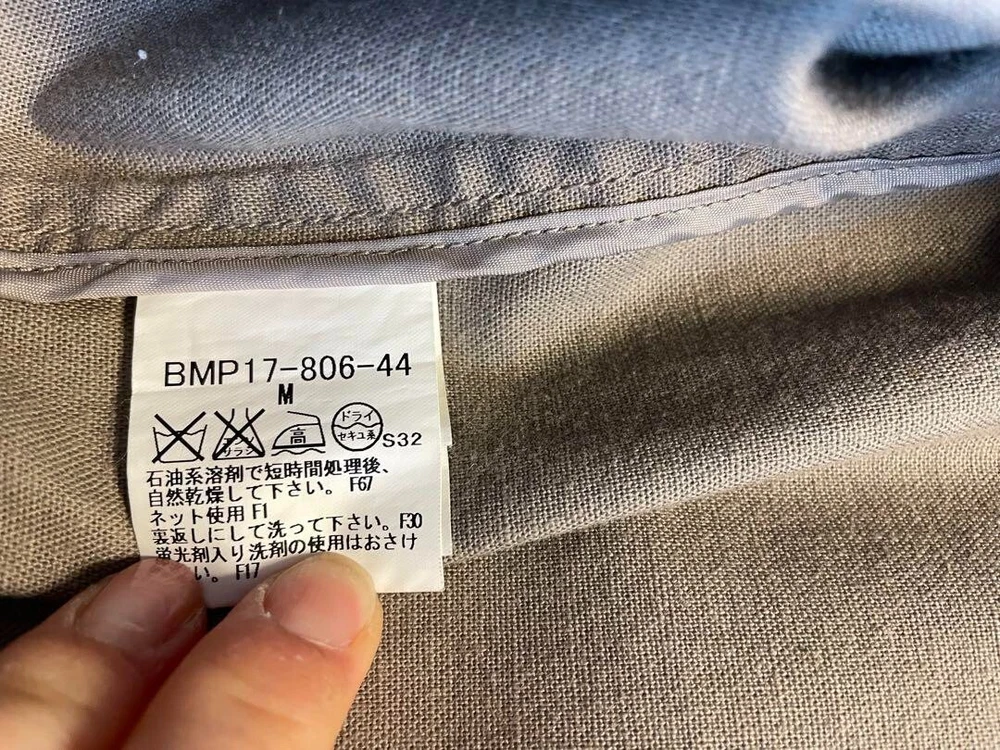 BMP17-806-44
M
高 ドライ セキユ系 S32
石油系溶剤で短時間処理後、
自然乾燥して下さい。 F67
ネット使用 F1
裏返しにして洗って下さい。F30
蛍光剤入り洗剤の使用はおさけ
い。 F17